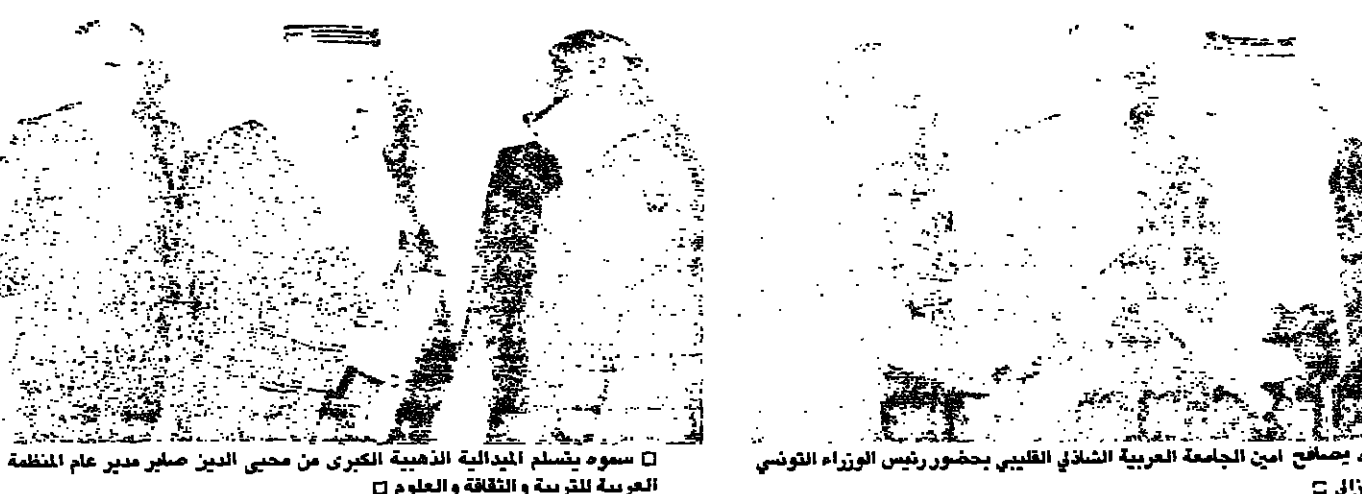 يصافح امين الجامعة العربية الشاذلي القليبي بحضور رئيس الوزراء التونسي
□ سموه يتسلم الميدالية الذهبية الكبرى من محيى الدين صابر مدير عام المنظمة
العربية للتربية والثقافة والعلوم □